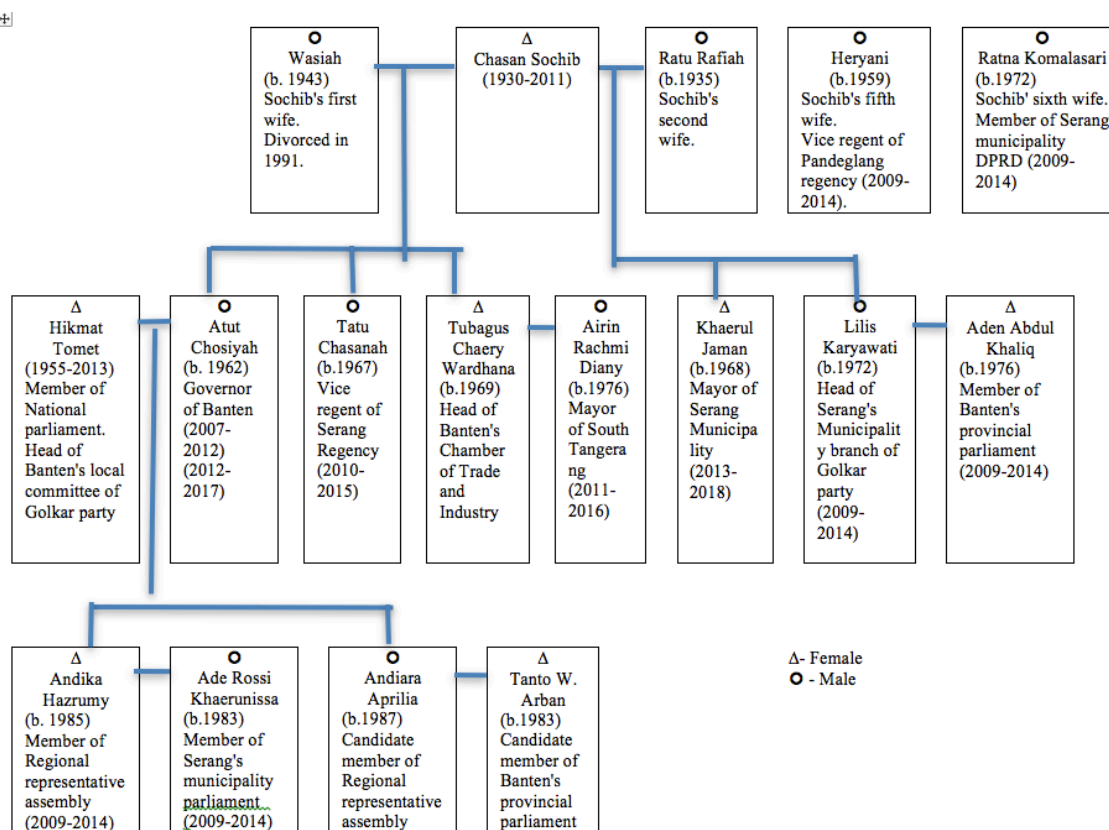 Wasiah
(b. 1943)
Sochib's first
wife.
Divorced in
1991.
Δ
Chasan Sochib
(1930-2011)
Ratu Rafiah
(b.1935)
Sochib's
second
wife.
Heryani
(b.1959)
Sochib's fifth
wife.
Vice regent of
Pandeglang
regency (2009-
2014).
Ratna Komalasari
(b.1972)
Sochib' sixth wife.
Member of Serang
municipality
DPRD (2009-
2014)
Δ
Hikmat
Tomet
(1955-2013)
Member of
National
parliament.
Head of
Banten's local
committee of
Golkar party
Atut
Chosiyah
(b. 1962)
Governor
of Banten
(2007-
2012)
(2012-
2017)
Tatu
Chasanah
(b.1967)
Vice
regent of
Serang
Regency
(2010-
2015)
Δ
Tubagus
Chaery
Wardhana
(b.1969)
Head of
Banten's
Chamber
of Trade
and
Industry
Airin
Rachmi
Diany
(b.1976)
Mayor
of South
Tangera
ng
(2011-
2016)
Δ
Khaerul
Jaman
(b.1968)
Mayor of
Serang
Municipa
lity
(2013-
2018)
Lilis
Karyawati
(b.1972)
Head of
Serang's
Municipalit
y branch of
Golkar
party
(2009-
2014)
Δ
Aden Abdul
Khaliq
(b.1976)
Member of
Banten's
provincial
parliament
(2009-2014)
Δ
Andika
Hazrumy
(b. 1985)
Member of
Regional
representative
assembly
(2009-2014)
Ade Rossi
Khaerunissa
(b.1983)
Member of
Serang's
municipality
parliament
(2009-2014)
Andiara
Aprilia
(b.1987)
Candidate
member of
Regional
representative
assembly
Δ
Tanto W.
Arban
(b.1983)
Candidate
member of
Banten's
provincial
parliament
Δ- Female
O - Male